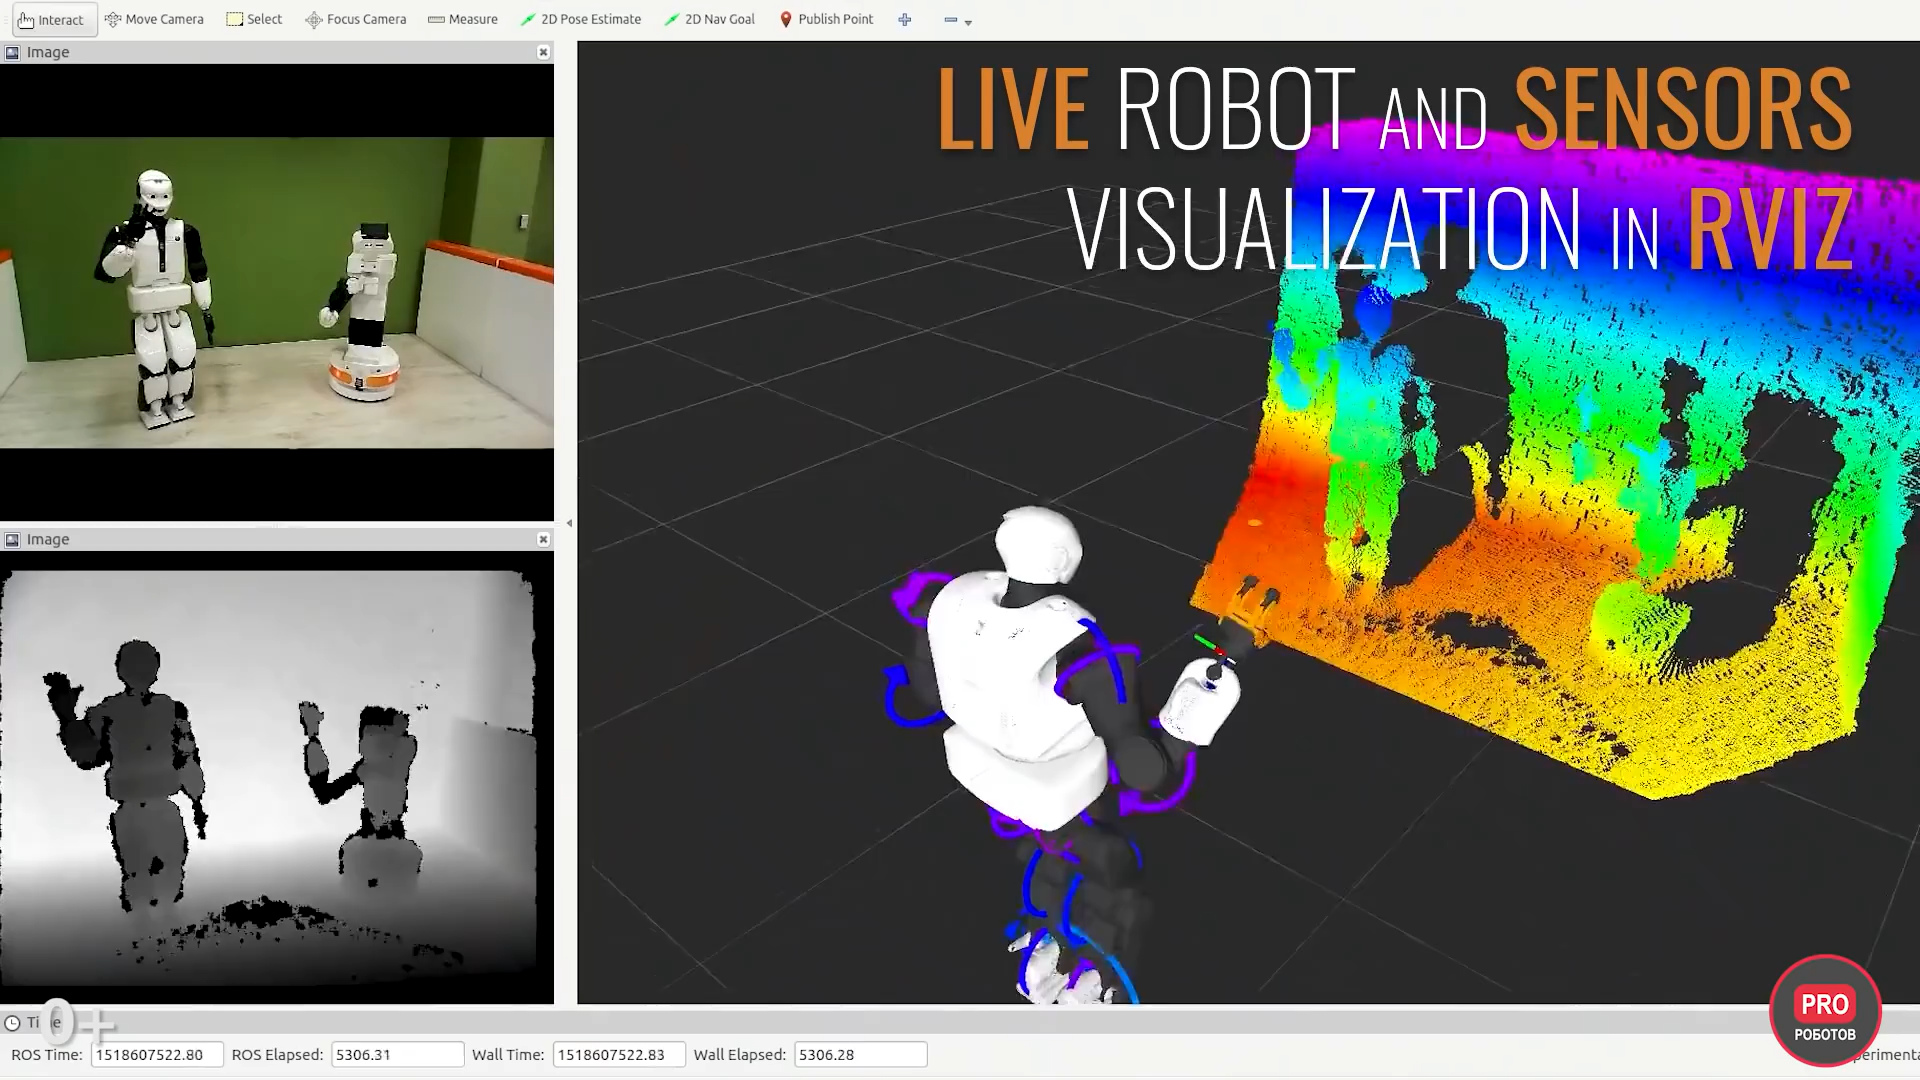 Interact Move Camera Select Focus Camera Measure 2D Pose Estimate 2D Nav Goal Publish Point
Image
LIVE ROBOT AND SENSORS
VISUALIZATION IN RVIZ
Image
0+
PRO
РОБОТОВ
ROS Time: 1518607522.80 ROS Elapsed: 5306.31 Wall Time: 1518607522.83 Wall Elapsed: 5306.28